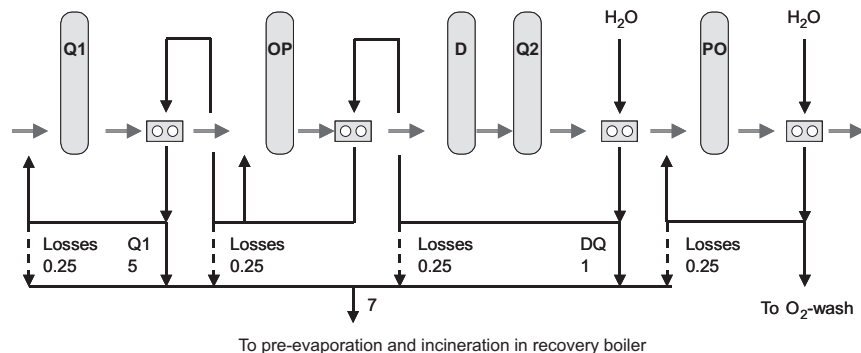 H₂O
H₂O
Q1
OP
D
Q2
PO
Losses
0.25
Q1
5
Losses
0.25
Losses
0.25
DQ
1
Losses
0.25
7
To O₂-wash
To pre-evaporation and incineration in recovery boiler